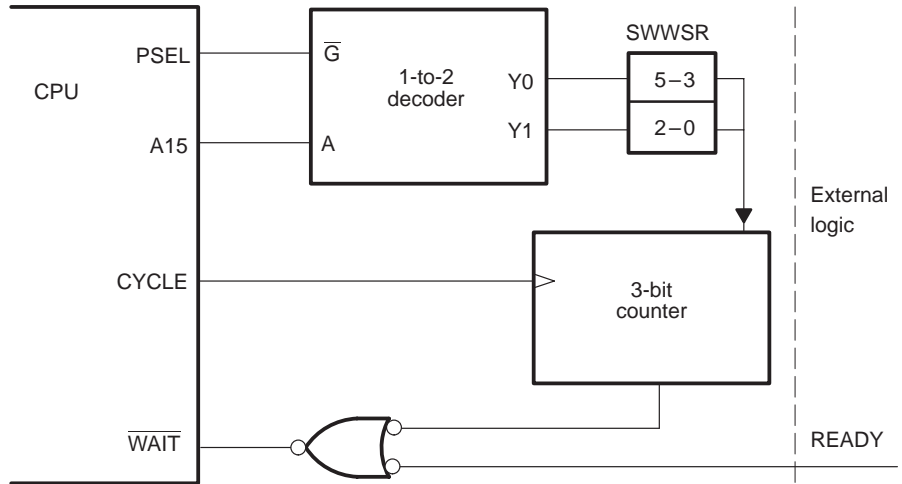 SWWSR
PSEL
G̅
1-to-2
decoder
Y0
5–3
CPU
Y1
2–0
A15
A
External
logic
CYCLE
3-bit
counter
W̅A̅I̅T̅
READY